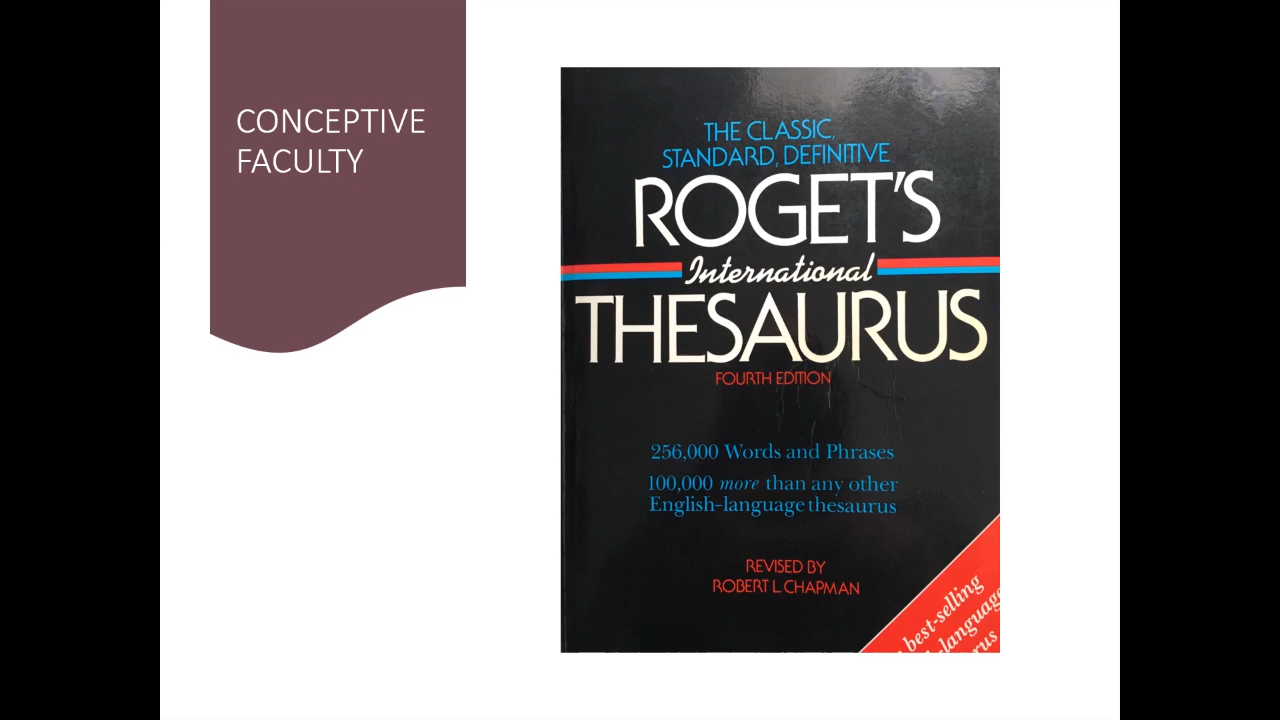 CONCEPTIVE
FACULTY
THE CLASSIC,
STANDARD, DEFINITIVE
ROGET'S
International
THESAURUS
FOURTH EDITION
256,000 Words and Phrases
100,000 more than any other
English-language thesaurus
REVISED BY
ROBERT L. CHAPMAN
best-selling
-language